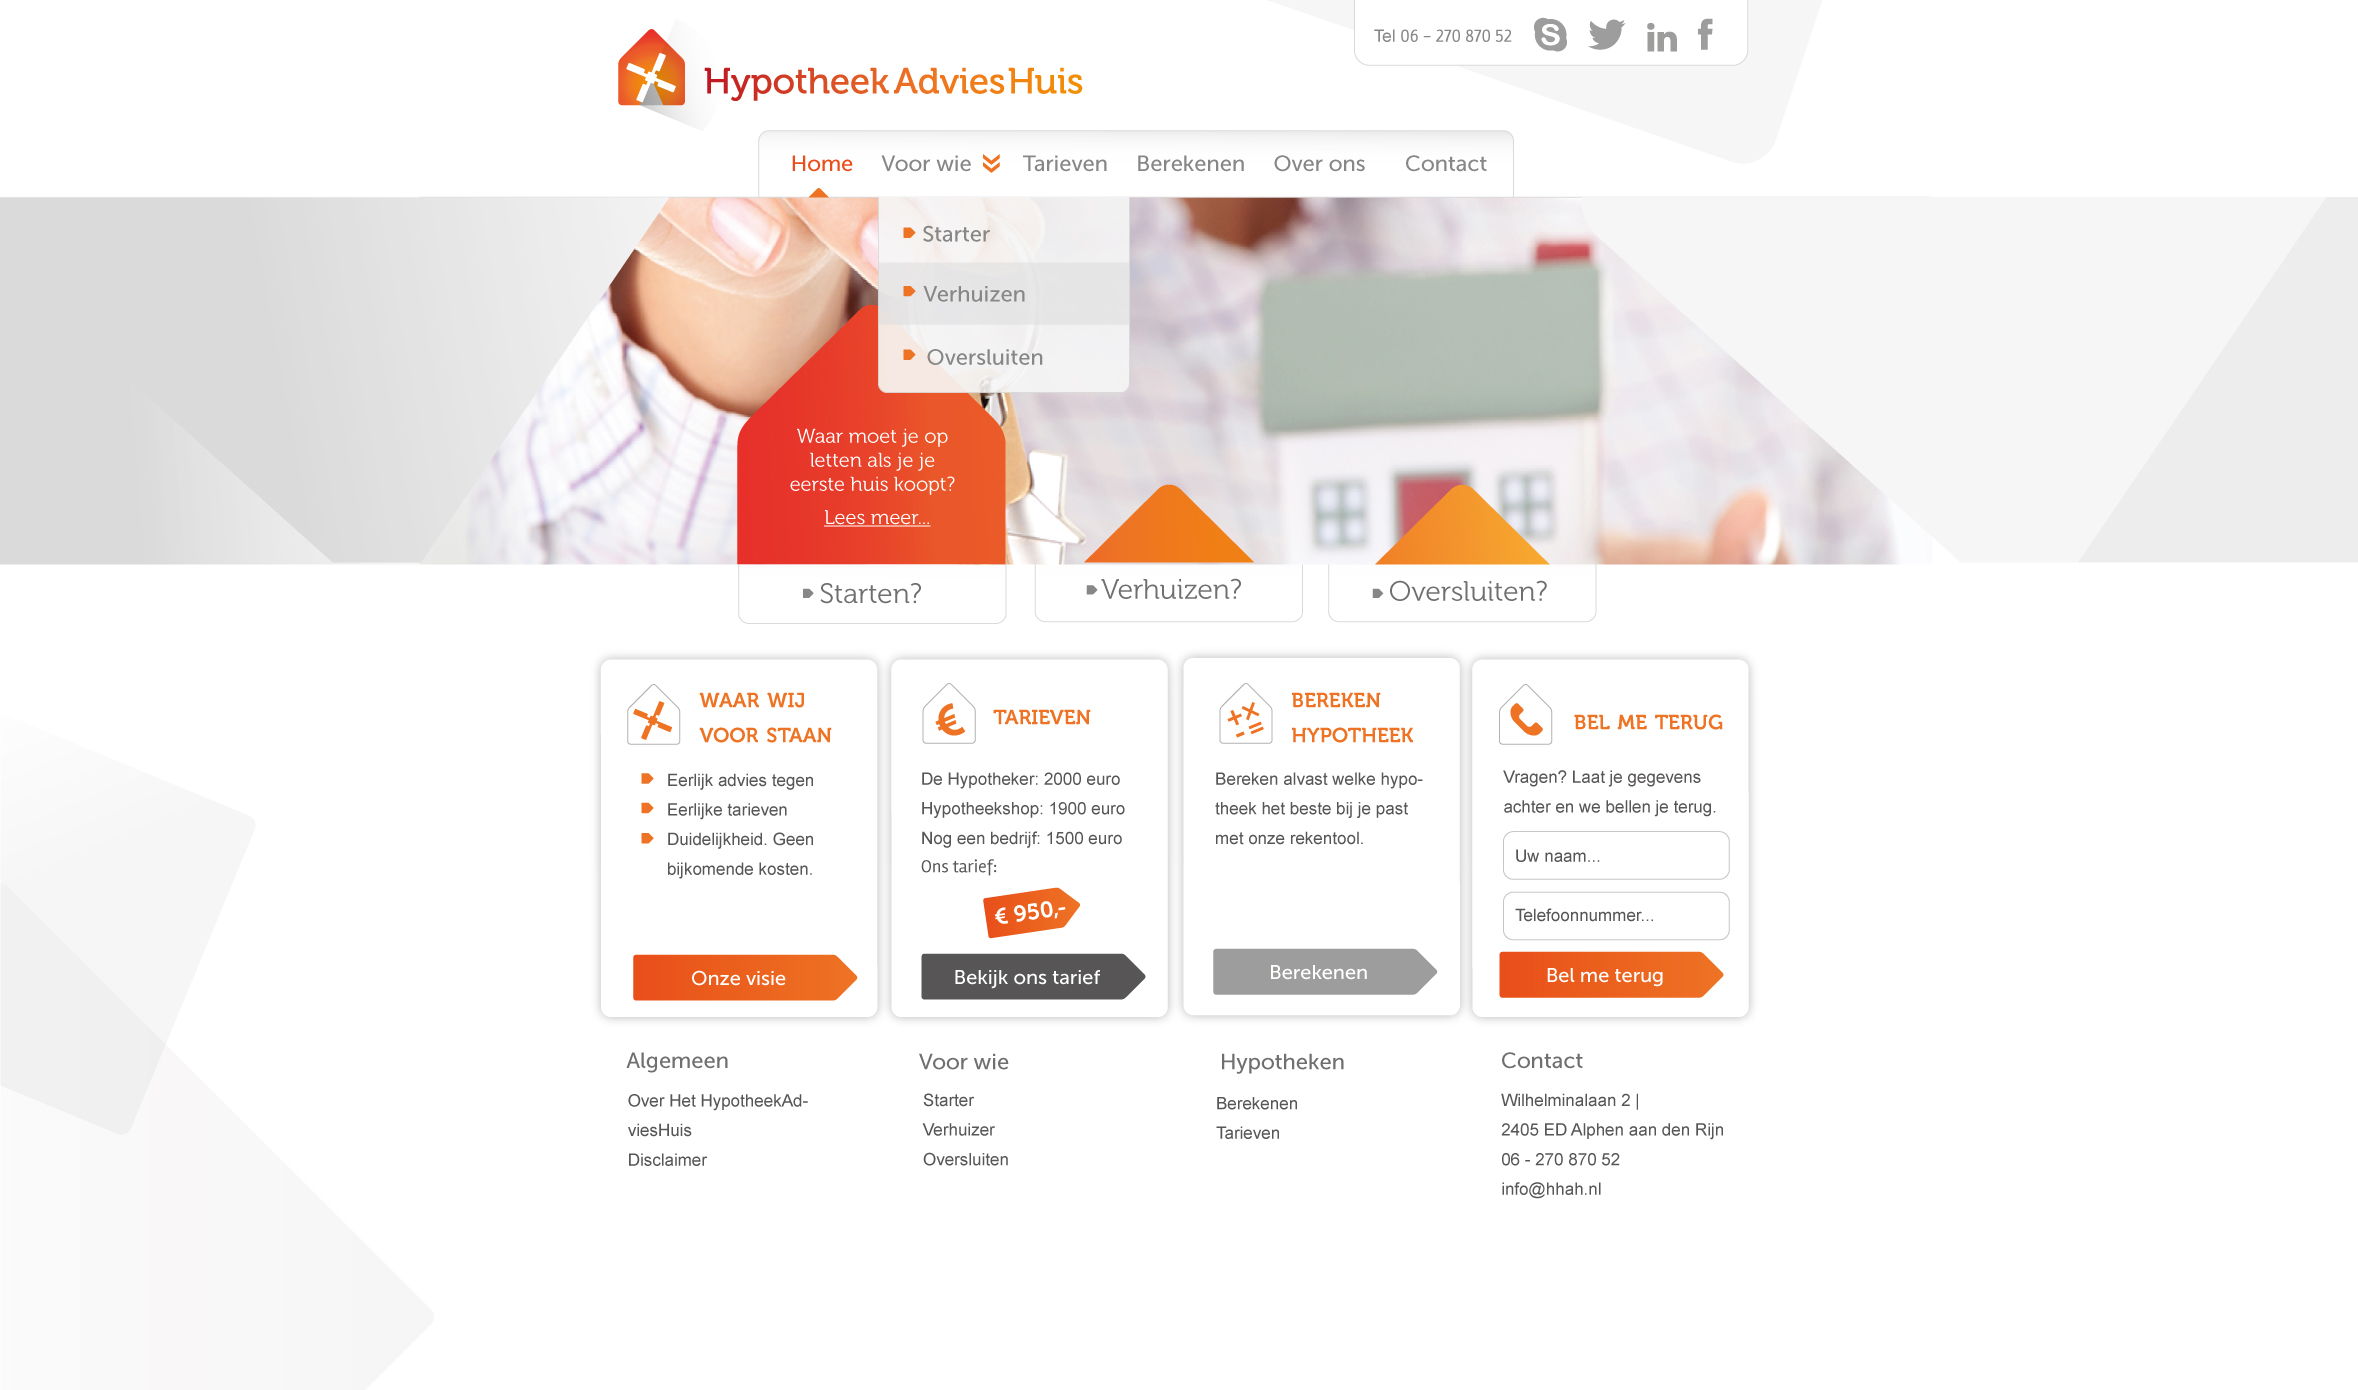 Tel 06 – 270 870 52
Hypotheek Advies Huis
Home Voor wie Tarieven Berekenen Over ons Contact
Starter
Verhuizen
Oversluiten
Waar moet je op
letten als je je
eerste huis koopt?
Lees meer...
Starten?
Verhuizen?
Oversluiten?
WAAR WIJ
VOOR STAAN
Eerlijk advies tegen
Eerlijke tarieven
Duidelijkheid. Geen
bijkomende kosten.
Onze visie
TARIEVEN
De Hypotheker: 2000 euro
Hypotheekshop: 1900 euro
Nog een bedrijf: 1500 euro
Ons tarief:
€ 950,-
Bekijk ons tarief
BEREKEN
HYPOTHEEK
Bereken alvast welke hypo-
theek het beste bij je past
met onze rekentool.
Berekenen
BEL ME TERUG
Vragen? Laat je gegevens
achter en we bellen je terug.
Uw naam...
Telefoonnummer...
Bel me terug
Algemeen
Over Het HypotheekAd-
viesHuis
Disclaimer
Voor wie
Starter
Verhuizer
Oversluiten
Hypotheken
Berekenen
Tarieven
Contact
Wilhelminalaan 2 |
2405 ED Alphen aan den Rijn
06 - 270 870 52
info@hhah.nl